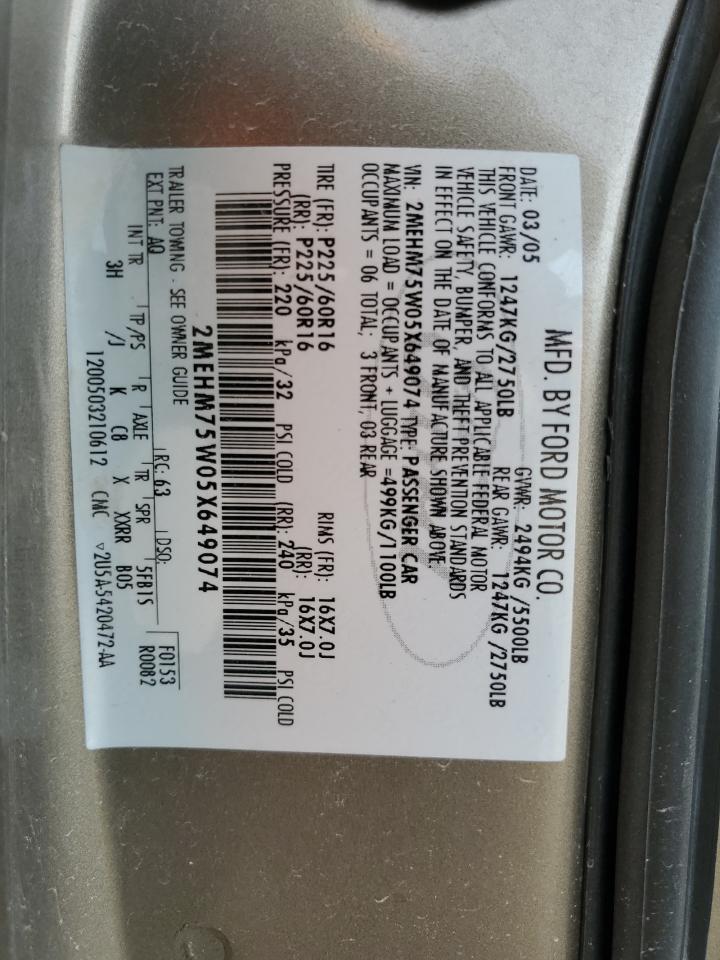 MFD. BY FORD MOTOR CO.
DATE: 03/05 GVWR: 2494KG/5500LB
FRONT GAWR: 1247KG/2750LB REAR GAWR: 1247KG/2750LB
THIS VEHICLE CONFORMS TO ALL APPLICABLE FEDERAL MOTOR
VEHICLE SAFETY, BUMPER, AND THEFT PREVENTION STANDARDS
IN EFFECT ON THE DATE OF MANUFACTURE SHOWN ABOVE.
VIN: 2MEHM75W05X649074 TYPE: PASSENGER CAR
MAXIMUM LOAD = OCCUPANTS + LUGGAGE =499KG/1100LB
OCCUPANTS = 06 TOTAL; 3 FRONT, 03 REAR
TIRE (FR): P225/60R16 RIMS (FR): 16X7.0J
(RR): P225/60R16 (RR): 16X7.0J
PRESSURE (FR): 220 kPa/32 PSI COLD (RR): 240 kPa/35 PSI COLD
2MEHM75W05X649074
TRAILER TOWING - SEE OWNER GUIDE
EXT PNT: AQ RC: 63 DSO: F0153
INT TR TP/PS R AXLE TR SPR 5FB1S R0082
3H /J K C8 X XXRR B05
1200503210612 CMC ▽2U5A-5420472-AA